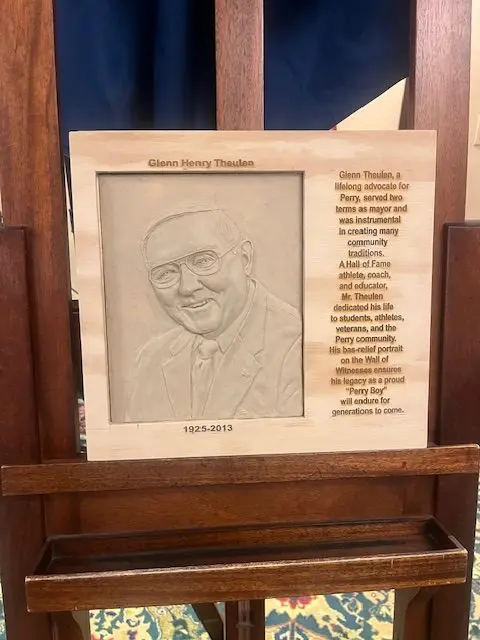 Glenn Henry Theulen
Glenn Theulen, a
lifelong advocate for
Perry, served two
terms as mayor and
was instrumental
in creating many
community
traditions.
A Hall of Fame
athlete, coach,
and educator,
Mr. Theulen
dedicated his life
to students, athletes,
veterans, and the
Perry community.
His bas-relief portrait
on the Wall of
Witnesses ensures
his legacy as a proud
"Perry Boy"
will endure for
generations to come.
1925-2013